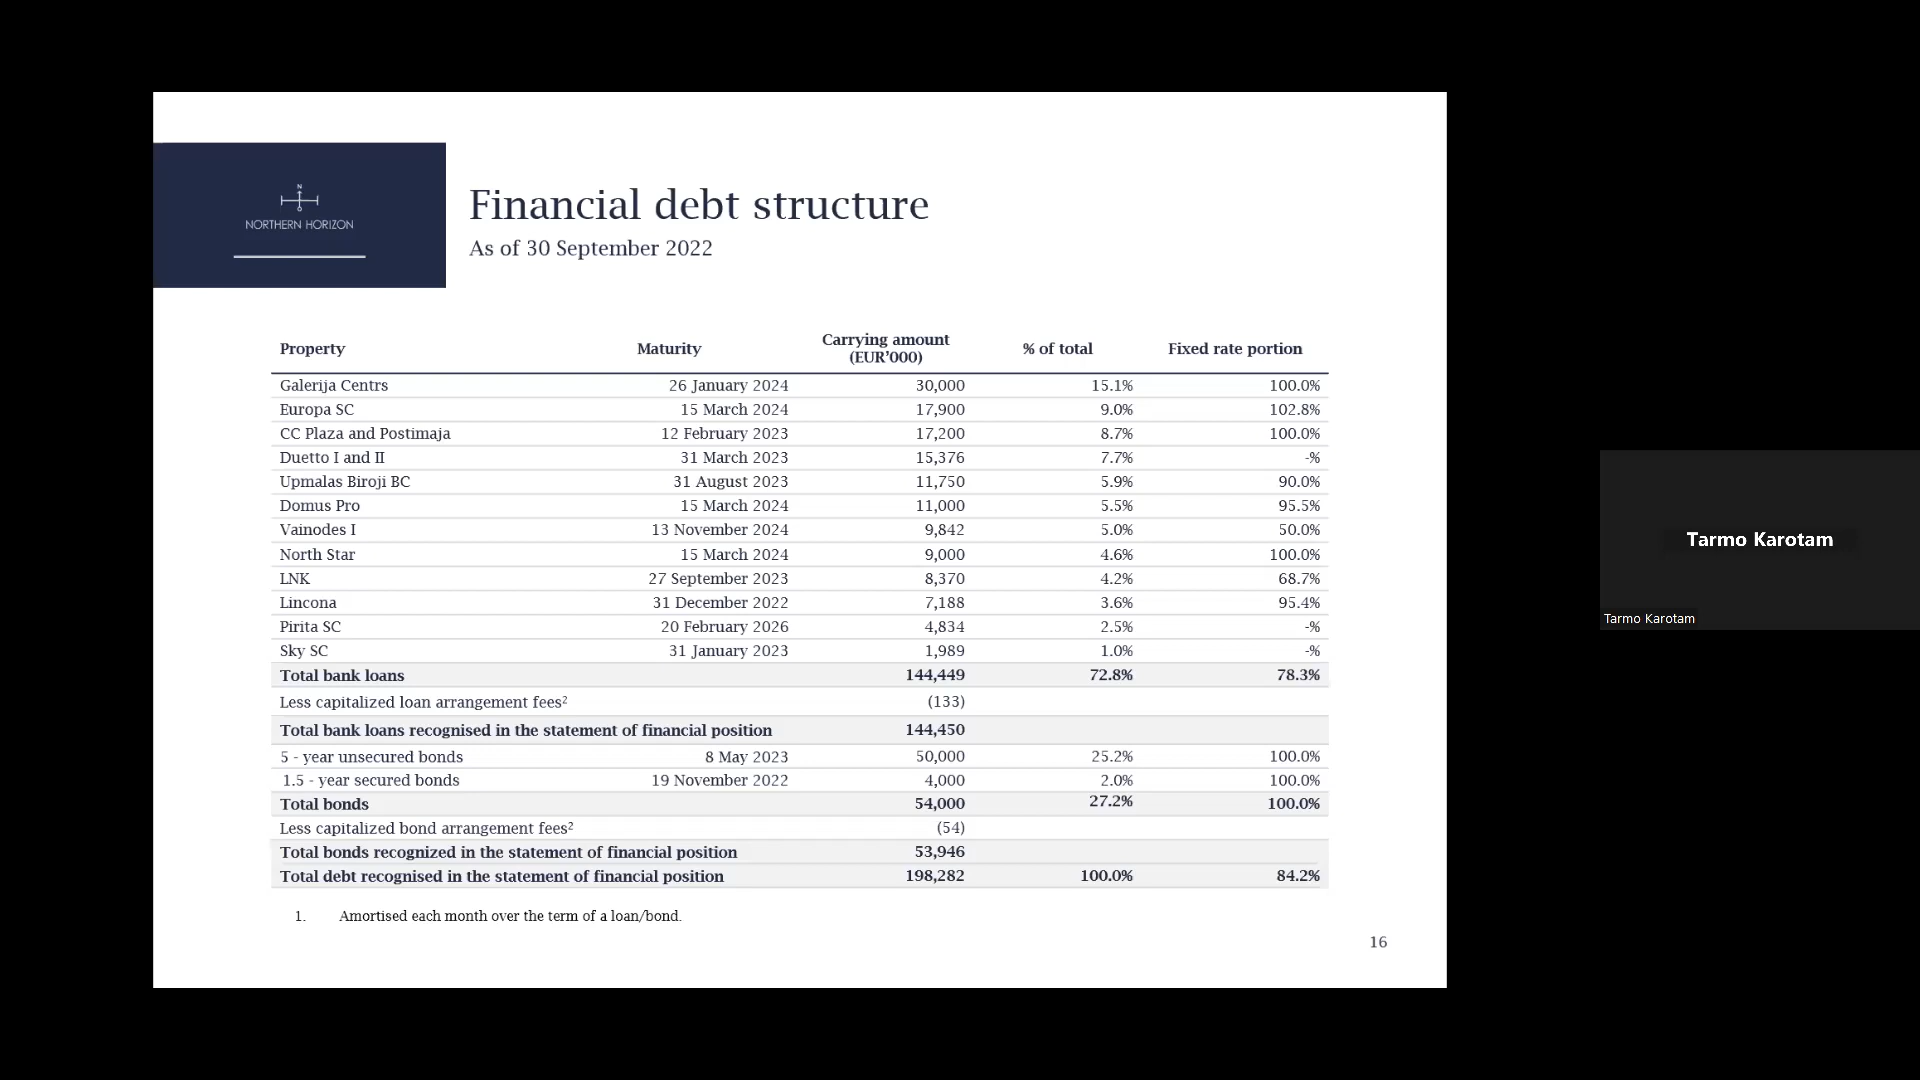 N
NORTHERN HORIZON
Financial debt structure
As of 30 September 2022
Property Maturity Carrying amount (EUR’000) % of total Fixed rate portion
Galerija Centrs 26 January 2024 30,000 15.1% 100.0%
Europa SC 15 March 2024 17,900 9.0% 102.8%
CC Plaza and Postimaja 12 February 2023 17,200 8.7% 100.0%
Duetto I and II 31 March 2023 15,376 7.7% -%
Upmalas Biroji BC 31 August 2023 11,750 5.9% 90.0%
Domus Pro 15 March 2024 11,000 5.5% 95.5%
Vainodes I 13 November 2024 9,842 5.0% 50.0%
North Star 15 March 2024 9,000 4.6% 100.0%
LNK 27 September 2023 8,370 4.2% 68.7%
Lincona 31 December 2022 7,188 3.6% 95.4%
Pirita SC 20 February 2026 4,834 2.5% -%
Sky SC 31 January 2023 1,989 1.0% -%
Total bank loans 144,449 72.8% 78.3%
Less capitalized loan arrangement fees² (133)
Total bank loans recognised in the statement of financial position 144,450
5 - year unsecured bonds 8 May 2023 50,000 25.2% 100.0%
1.5 - year secured bonds 19 November 2022 4,000 2.0% 100.0%
Total bonds 54,000 27.2% 100.0%
Less capitalized bond arrangement fees² (54)
Total bonds recognized in the statement of financial position 53,946
Total debt recognised in the statement of financial position 198,282 100.0% 84.2%
1. Amortised each month over the term of a loan/bond.
16
Tarmo Karotam
Tarmo Karotam